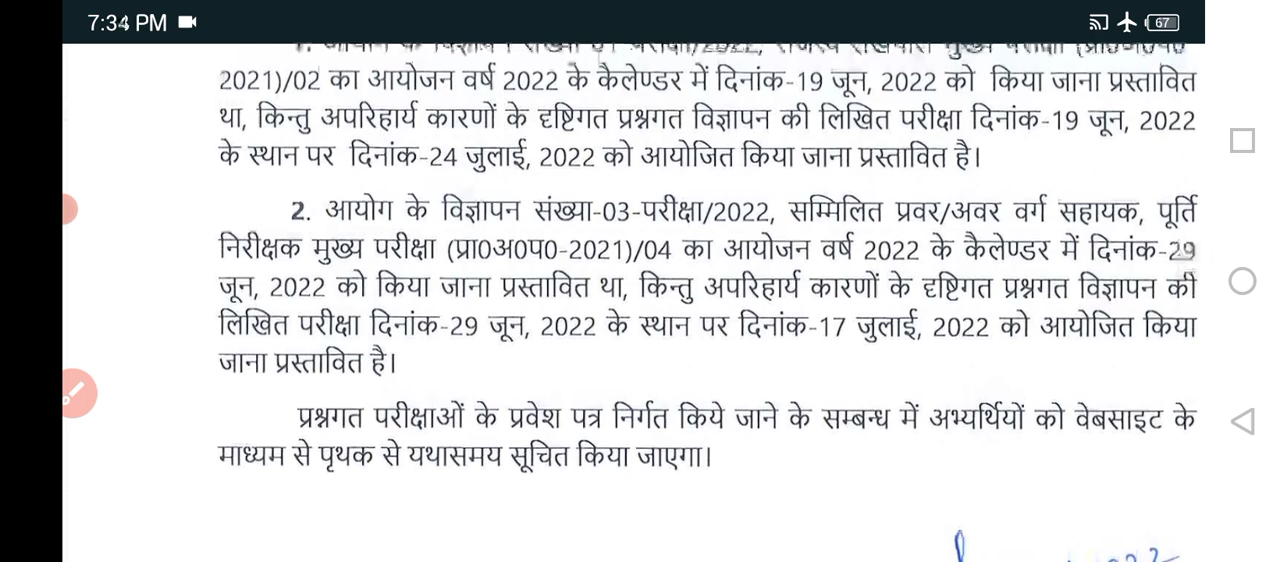 7:34 PM
67
2021)/02 का आयोजन वर्ष 2022 के कैलेण्डर में दिनांक-19 जून, 2022 को किया जाना प्रस्तावित
था, किन्तु अपरिहार्य कारणों के दृष्टिगत प्रश्नगत विज्ञापन की लिखित परीक्षा दिनांक-19 जून, 2022
के स्थान पर दिनांक-24 जुलाई, 2022 को आयोजित किया जाना प्रस्तावित है।
2. आयोग के विज्ञापन संख्या-03-परीक्षा/2022, सम्मिलित प्रवर/अवर वर्ग सहायक, पूर्ति
निरीक्षक मुख्य परीक्षा (प्रा0अ0प0-2021)/04 का आयोजन वर्ष 2022 के कैलेण्डर में दिनांक-29
जून, 2022 को किया जाना प्रस्तावित था, किन्तु अपरिहार्य कारणों के दृष्टिगत प्रश्नगत विज्ञापन की
लिखित परीक्षा दिनांक-29 जून, 2022 के स्थान पर दिनांक-17 जुलाई, 2022 को आयोजित किया
जाना प्रस्तावित है।
प्रश्नगत परीक्षाओं के प्रवेश पत्र निर्गत किये जाने के सम्बन्ध में अभ्यर्थियों को वेबसाइट के
माध्यम से पृथक से यथासमय सूचित किया जाएगा।